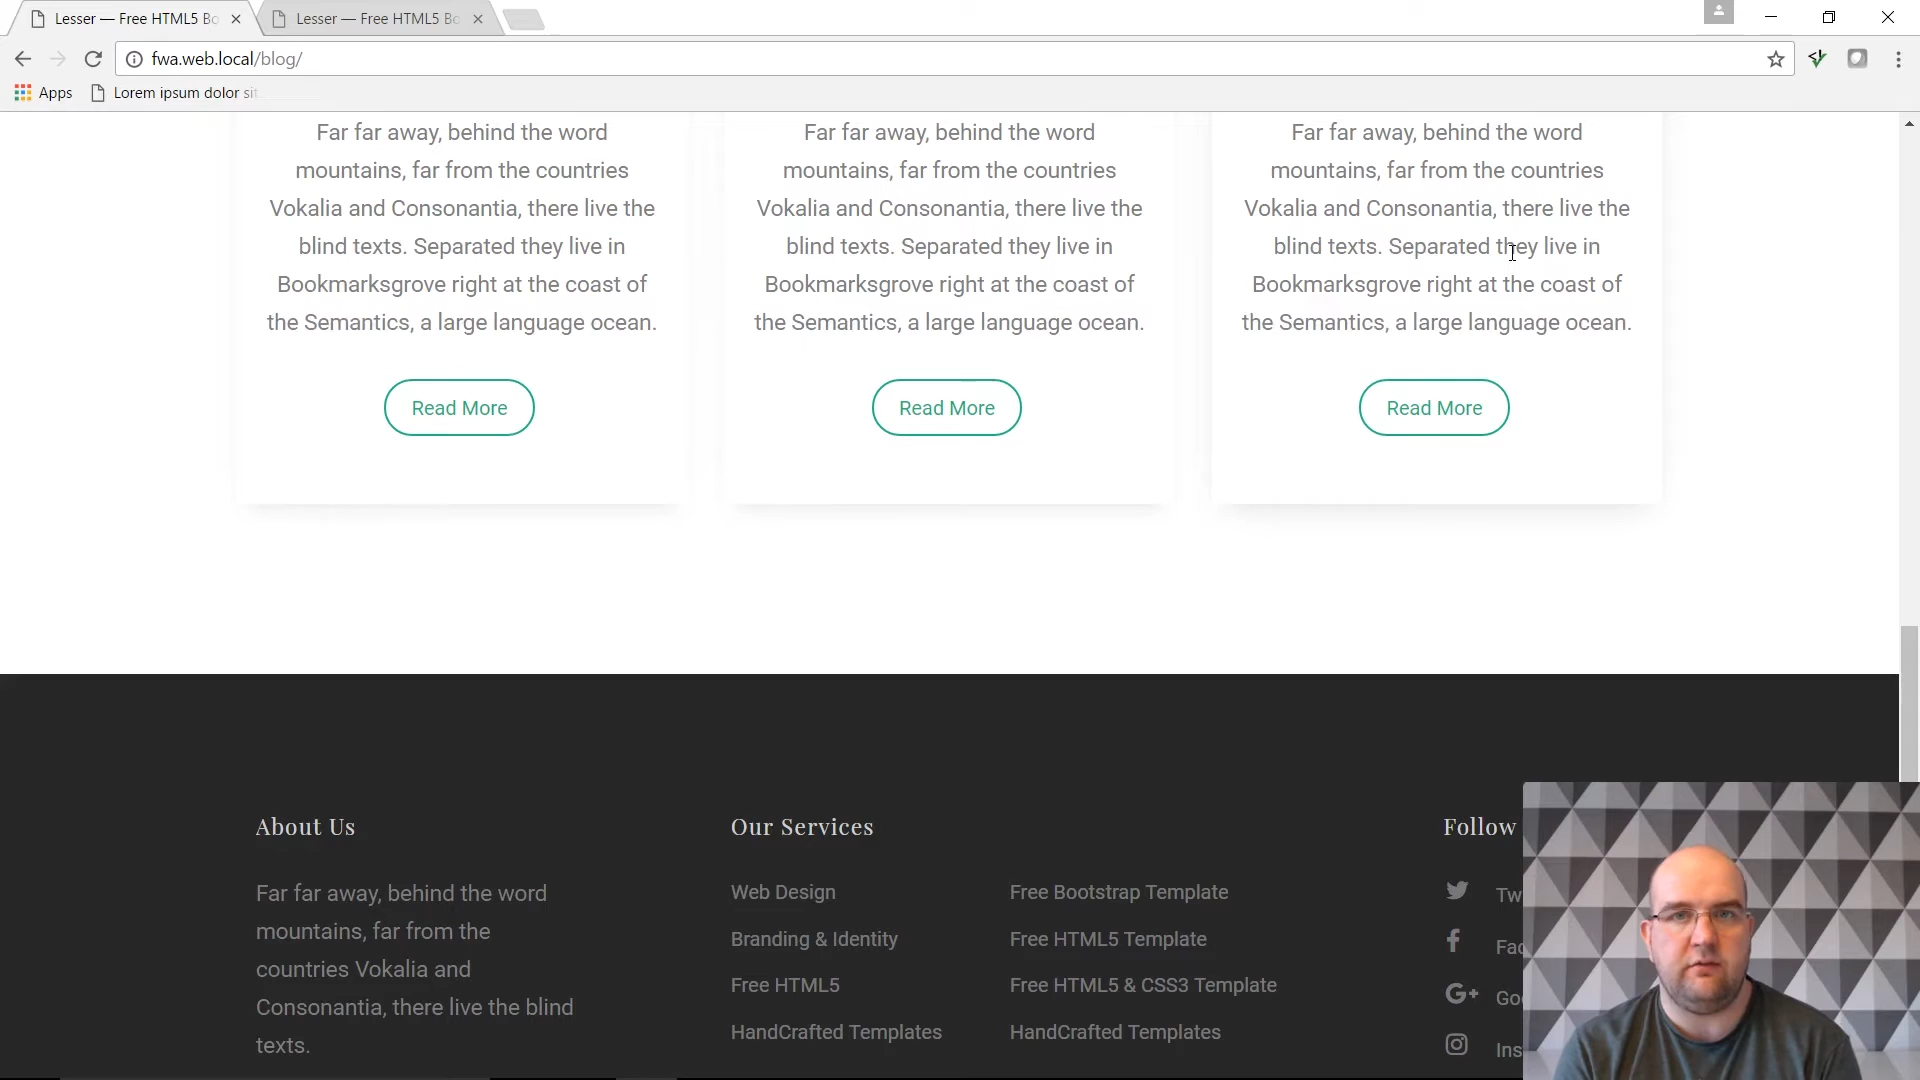 Lesser — Free HTML5 Bo
Lesser — Free HTML5 Bo
fwa.web.local/blog/
Apps
Lorem ipsum dolor sit
Far far away, behind the word
mountains, far from the countries
Vokalia and Consonantia, there live the
blind texts. Separated they live in
Bookmarksgrove right at the coast of
the Semantics, a large language ocean.
Read More
Far far away, behind the word
mountains, far from the countries
Vokalia and Consonantia, there live the
blind texts. Separated they live in
Bookmarksgrove right at the coast of
the Semantics, a large language ocean.
Read More
Far far away, behind the word
mountains, far from the countries
Vokalia and Consonantia, there live the
blind texts. Separated they live in
Bookmarksgrove right at the coast of
the Semantics, a large language ocean.
Read More
About Us
Far far away, behind the word
mountains, far from the
countries Vokalia and
Consonantia, there live the blind
texts.
Our Services
Web Design
Branding & Identity
Free HTML5
HandCrafted Templates
Free Bootstrap Template
Free HTML5 Template
Free HTML5 & CSS3 Template
HandCrafted Templates
Follow
Tw
Fac
Goo
Ins